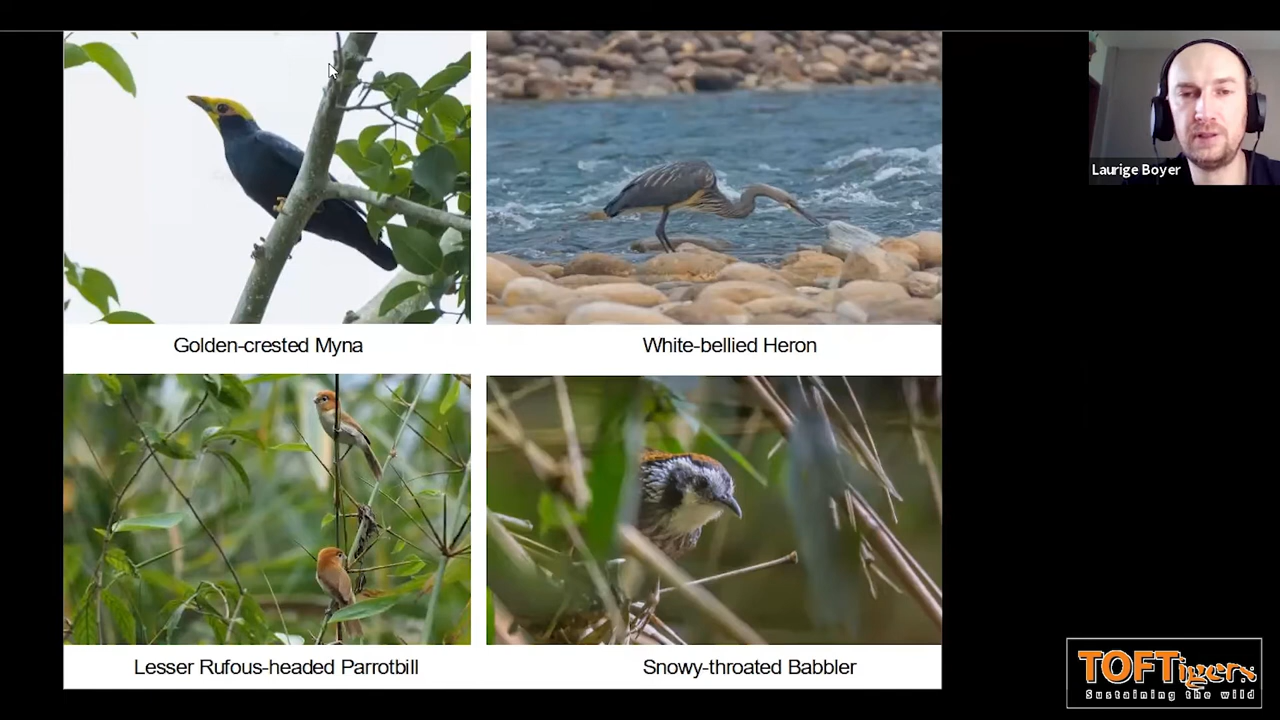 Laurige Boyer
Golden-crested Myna
White-bellied Heron
Lesser Rufous-headed Parrotbill
Snowy-throated Babbler
TOFTigers
Sustaining the wild